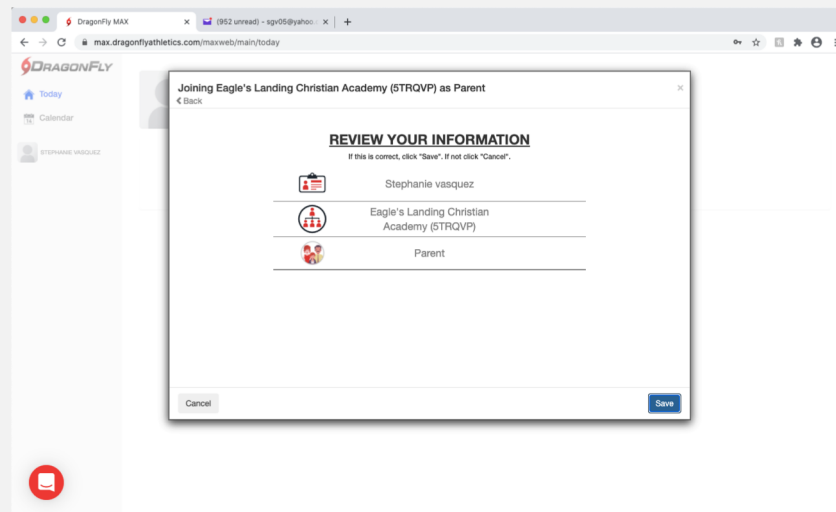 DragonFly MAX
(952 unread) - sgv05@yahoo.
max.dragonflyathletics.com/maxweb/main/today
DRAGONFLY
Today
Calendar
STEPHANIE VASQUEZ
Joining Eagle's Landing Christian Academy (5TRQVP) as Parent
Back
REVIEW YOUR INFORMATION
If this is correct, click "Save". If not click "Cancel".
Stephanie vasquez
Eagle's Landing Christian
Academy (5TRQVP)
Parent
Cancel
Save